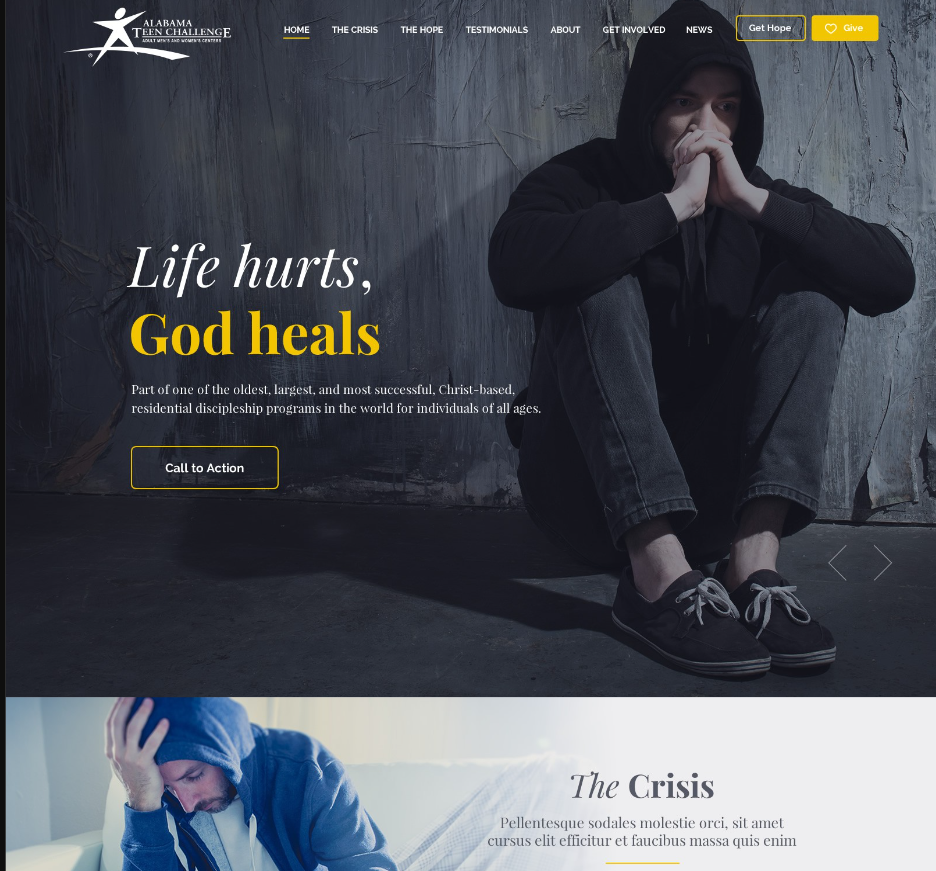 ALABAMA
TEEN CHALLENGE
ADULT MEN'S AND WOMEN'S CENTERS
®
HOME THE CRISIS THE HOPE TESTIMONIALS ABOUT GET INVOLVED NEWS Get Hope Give
Life hurts,
God heals
Part of one of the oldest, largest, and most successful, Christ-based,
residential discipleship programs in the world for individuals of all ages.
Call to Action
The Crisis
Pellentesque sodales molestie orci, sit amet
cursus elit efficitur et faucibus massa quis enim